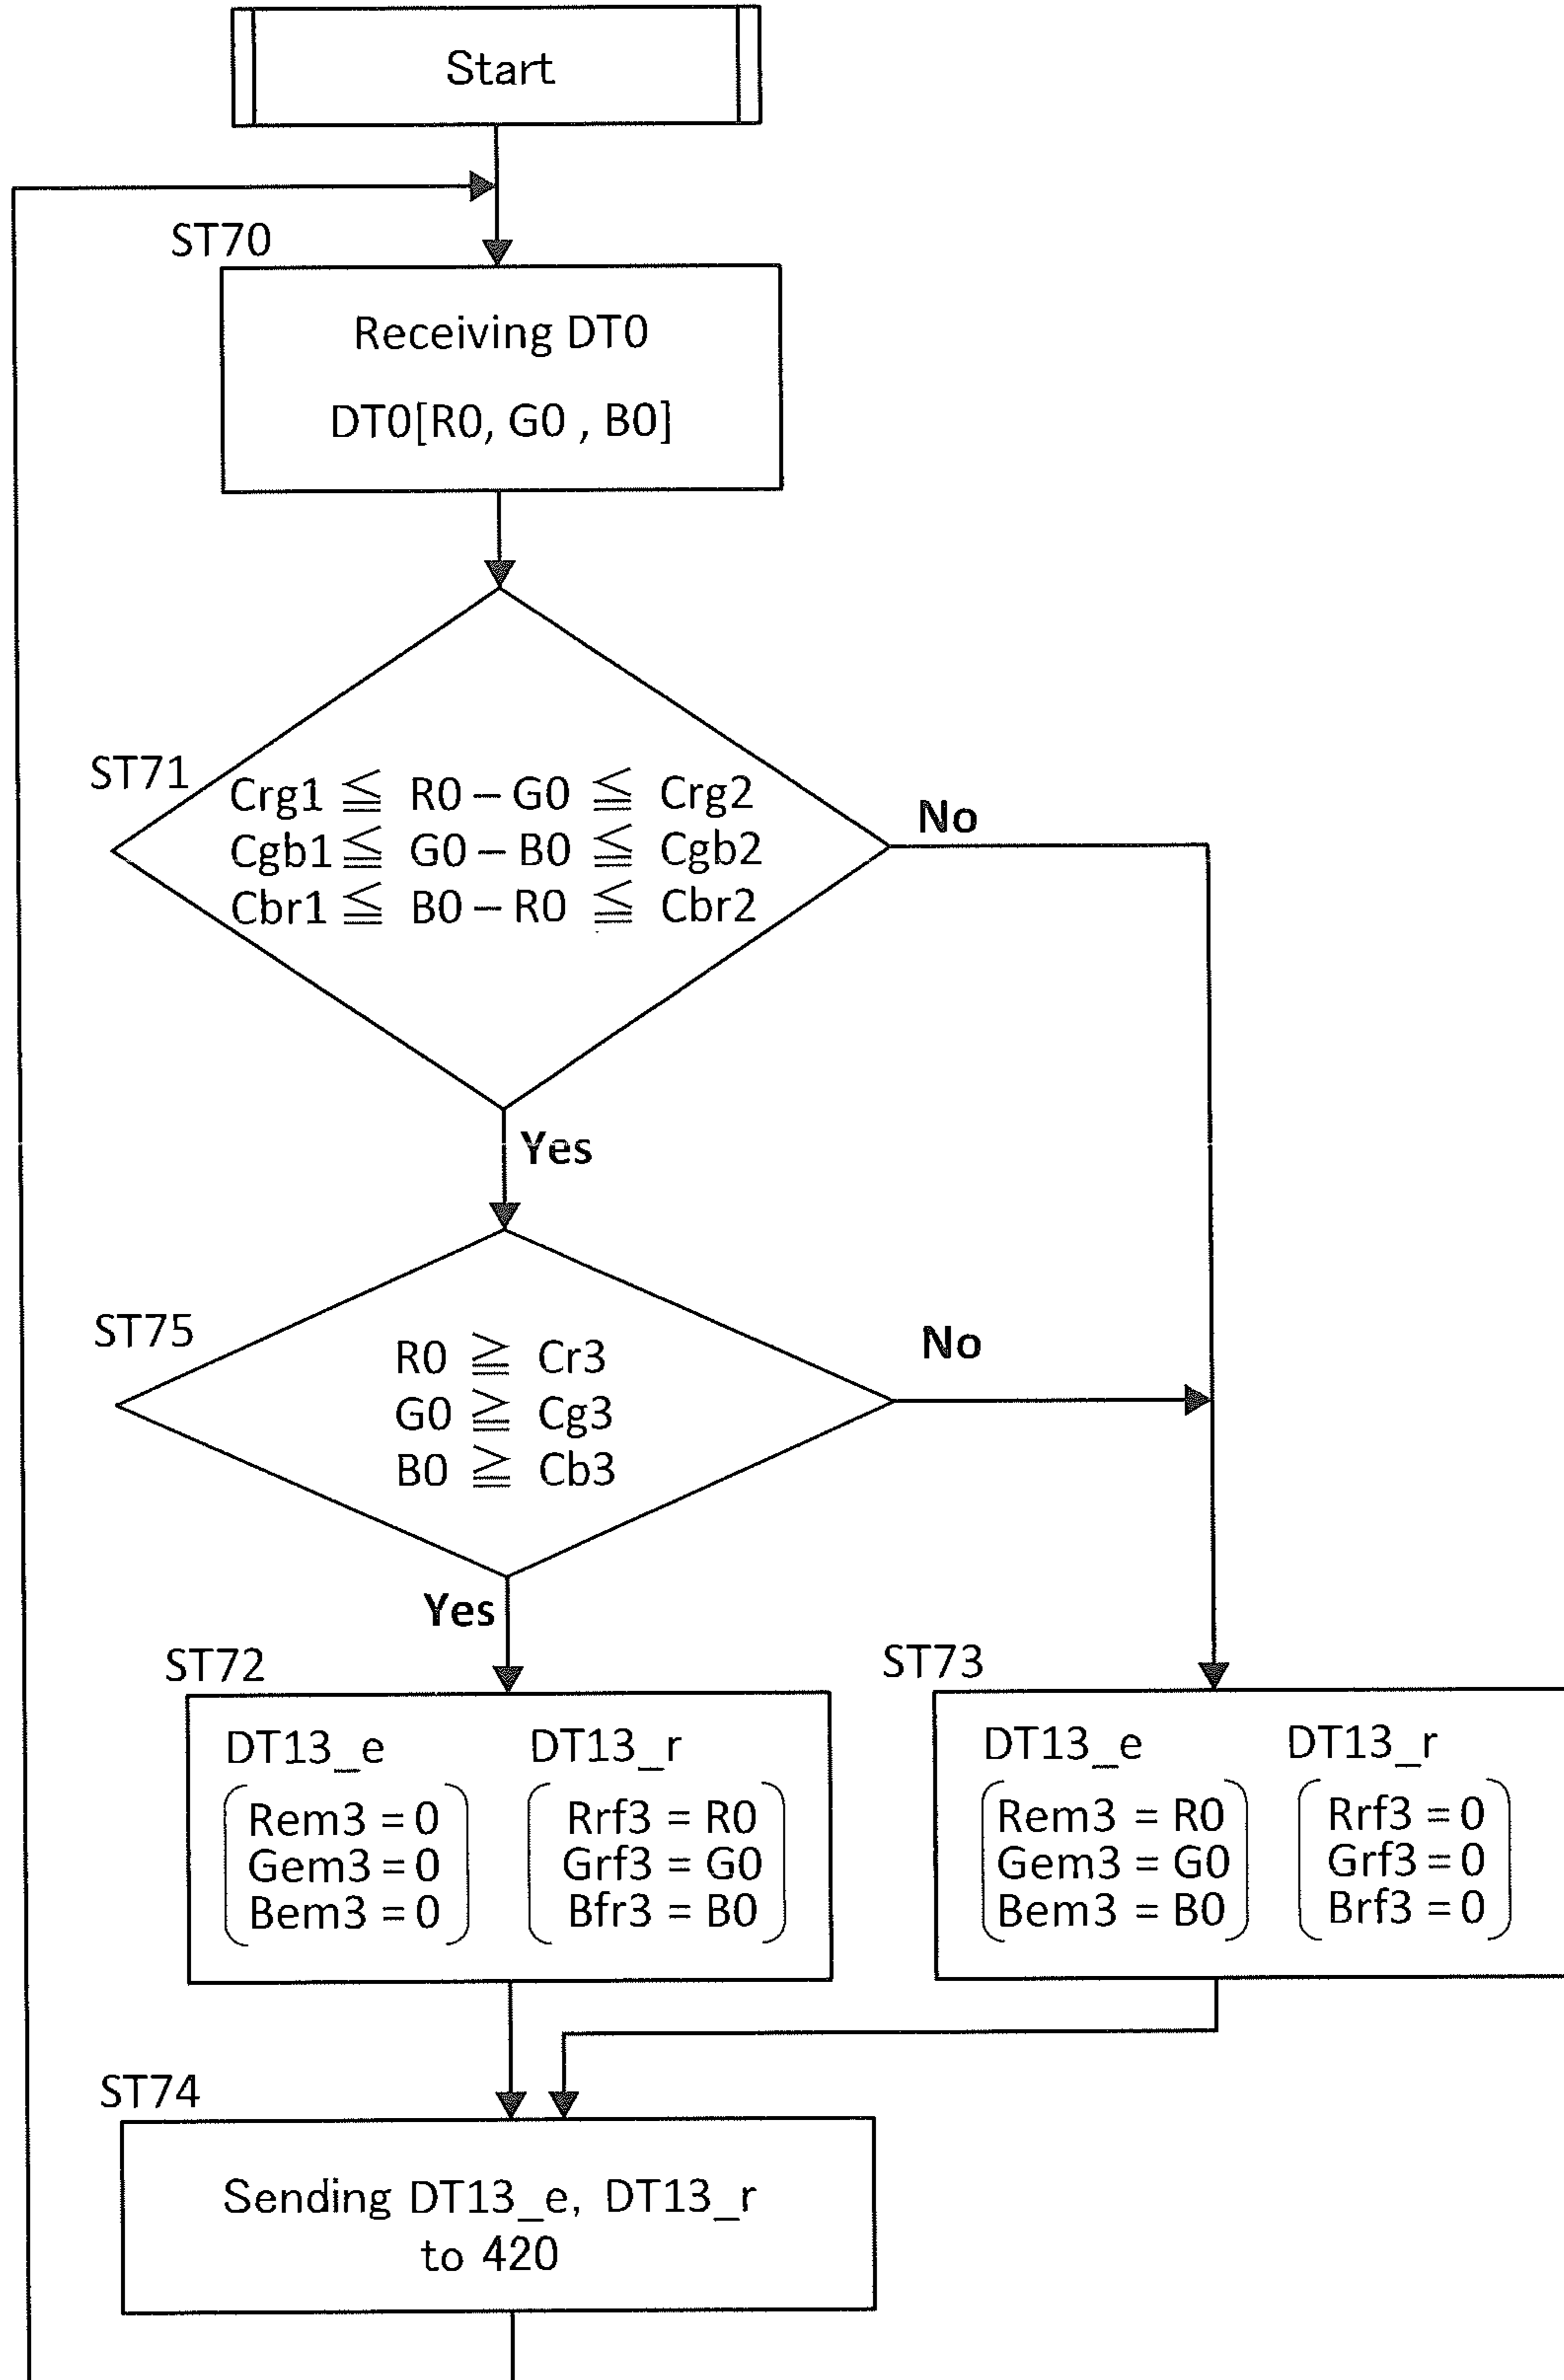 Start
ST70
Receiving DT0
DT0[R0, G0 , B0]
ST71
Crg1 ≦ R0 – G0 ≦ Crg2
Cgb1 ≦ G0 – B0 ≦ Cgb2
Cbr1 ≦ B0 – R0 ≦ Cbr2
No
Yes
ST75
R0 ≧ Cr3
G0 ≧ Cg3
B0 ≧ Cb3
No
Yes
ST72
DT13_e DT13_r
Rem3 = 0 Rrf3 = R0
Gem3 = 0 Grf3 = G0
Bem3 = 0 Bfr3 = B0
ST73
DT13_e DT13_r
Rem3 = R0 Rrf3 = 0
Gem3 = G0 Grf3 = 0
Bem3 = B0 Brf3 = 0
ST74
Sending DT13_e, DT13_r
to 420